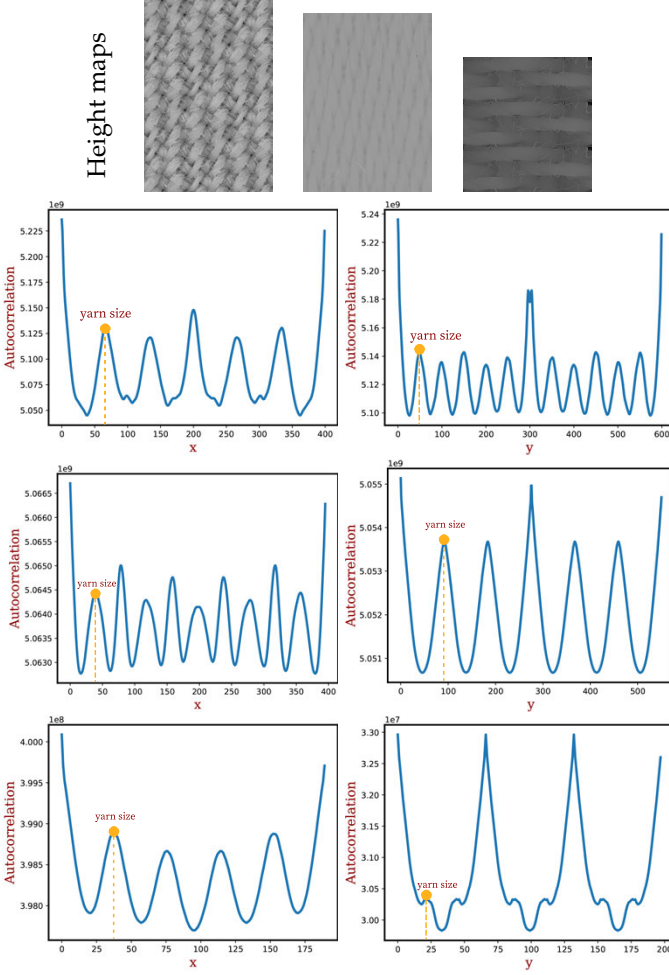 Height maps
1e9
5.225
5.200
5.175
5.150
5.125
5.100
5.075
5.050
Autocorrelation
yarn size
0 50 100 150 200 250 300 350 400
x
1e9
5.24
5.20
5.18
5.16
5.14
5.12
5.10
Autocorrelation
yarn size
0 100 200 300 400 500 600
y
1e9
5.0665
5.0660
5.0655
5.0650
5.0645
5.0640
5.0635
5.0630
Autocorrelation
yarn size
0 50 100 150 200 250 300 350 400
x
1e9
5.055
5.054
5.053
5.052
5.051
Autocorrelation
yarn size
0 100 200 300 400 500
y
1e8
4.000
3.995
3.990
3.985
3.980
Autocorrelation
yarn size
0 25 50 75 100 125 150 175
x
1e7
3.30
3.25
3.20
3.15
3.10
3.05
3.00
Autocorrelation
yarn size
0 25 50 75 100 125 150 175 200
y